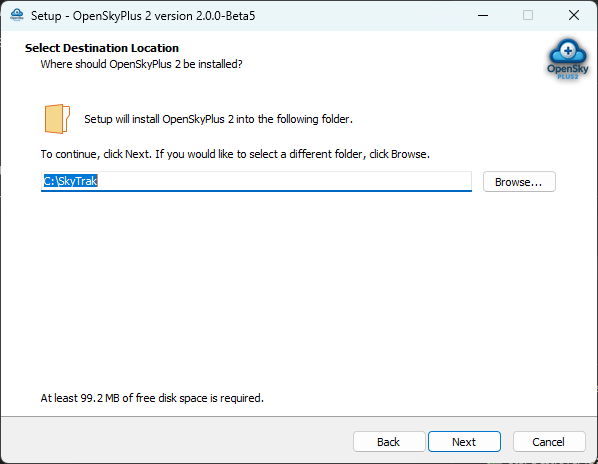 Setup - OpenSkyPlus 2 version 2.0.0-Beta5
Select Destination Location
Where should OpenSkyPlus 2 be installed?
OpenSky
PLUS2
Setup will install OpenSkyPlus 2 into the following folder.
To continue, click Next. If you would like to select a different folder, click Browse.
C:\SkyTrak
Browse...
At least 99.2 MB of free disk space is required.
Back
Next
Cancel